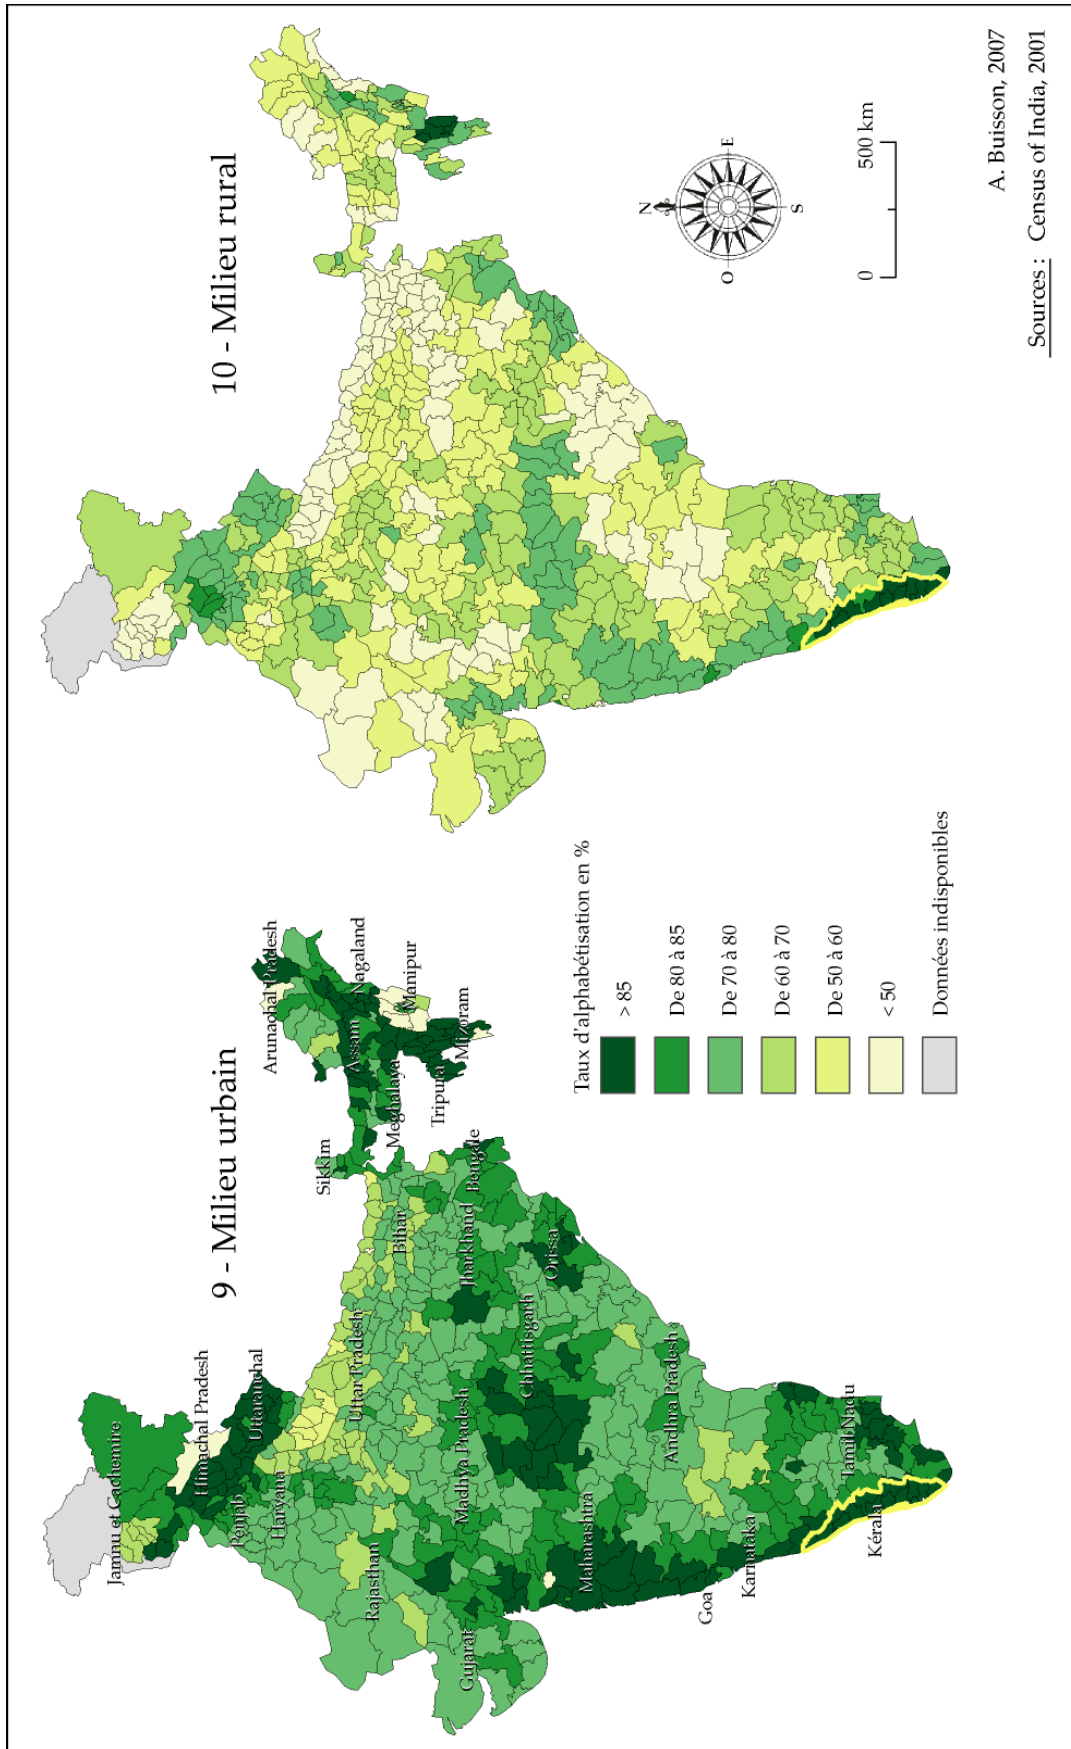 9 - Milieu urbain
Jammu et Cachemire
Himachal Pradesh
Uttaranchal
Penjab
Haryana
Rajasthan
Uttar Pradesh
Bihar
Sikkim
Arunachal Pradesh
Assam
Nagaland
Meghalaya
Manipur
Tripura
Mizoram
Gujarat
Madhya Pradesh
Jharkhand
Bengale
Chhattisgarh
Orissa
Maharashtra
Andhra Pradesh
Goa
Karnataka
Kérala
Tamil Nadu
Taux d'alphabétisation en %
> 85
De 80 à 85
De 70 à 80
De 60 à 70
De 50 à 60
< 50
Données indisponibles
10 - Milieu rural
N
O
E
S
0
500 km
A. Buisson, 2007
Sources : Census of India, 2001